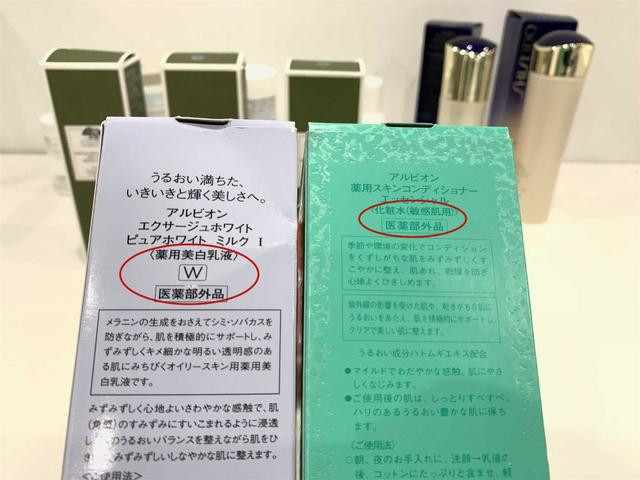 うるおい満ちた、
いきいきと輝く美しさへ。
アルビオン
エクサージュホワイト
ピュアホワイト ミルク I
〈薬用美白乳液〉
W
医薬部外品
メラニンの生成をおさえてシミ・ソバカスを
防ぎながら、肌を積極的にサポートし、み
ずみずしくキメ細かな明るい透明感のあ
る肌にみちびくオイリースキン用薬用美
白乳液です。
みずみずしく心地よいさわやかな感触で、肌
(角層)のすみずみにすいこまれるように浸透
のうるおいバランスを整えながら肌をひ
みずみずしいしなやかな肌に整えます。
〈ご使用法〉
アルビオン
薬用スキンコンディショナー
エッセンシャル
〈化粧水(敏感肌用)〉
医薬部外品
季節や環境の変化でコンディション
をくずしがちな肌をみずみずしくす
こやかに整え、肌あれ、乾燥を防ぎ
心地よくひきしめます。
紫外線の影響を受けた肌や、乾きがちな肌に
うるおいをあたえ、肌を積極的にサポートし、
クリアで美しい肌に整えます。
うるおい成分ハトムギエキス配合
●マイルドでおだやかな感触。肌にやさ
しくなじみます。
●ご使用後の肌は、しっとりすべすべ。
ハリのあるうるおい豊かな肌に保ち
ます。
〈ご使用法〉
○朝、夜のお手入れに、洗顔→乳液の
後、コットンにたっぷりと含ませ、軽
SHISEIDO